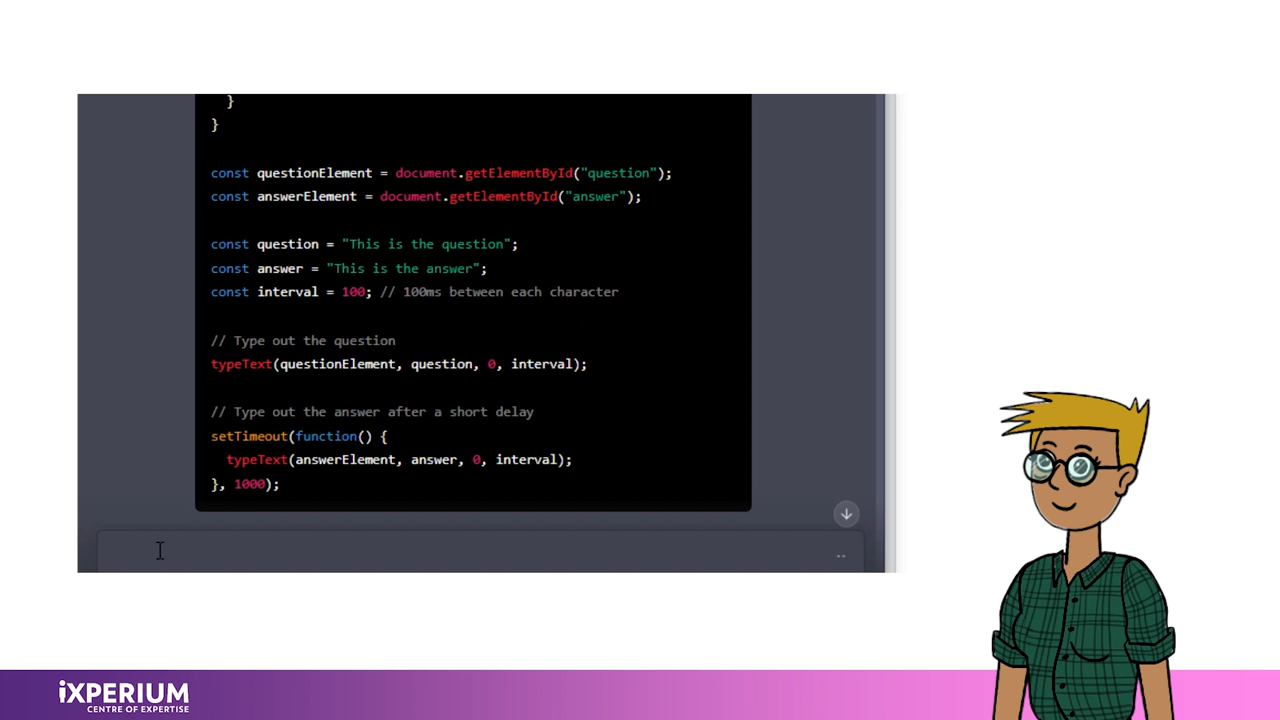 }
}
const questionElement = document.getElementById("question");
const answerElement = document.getElementById("answer");
const question = "This is the question";
const answer = "This is the answer";
const interval = 100; // 100ms between each character
// Type out the question
typeText(questionElement, question, 0, interval);
// Type out the answer after a short delay
setTimeout(function() {
typeText(answerElement, answer, 0, interval);
}, 1000);
iXPERIUM
CENTRE OF EXPERTISE